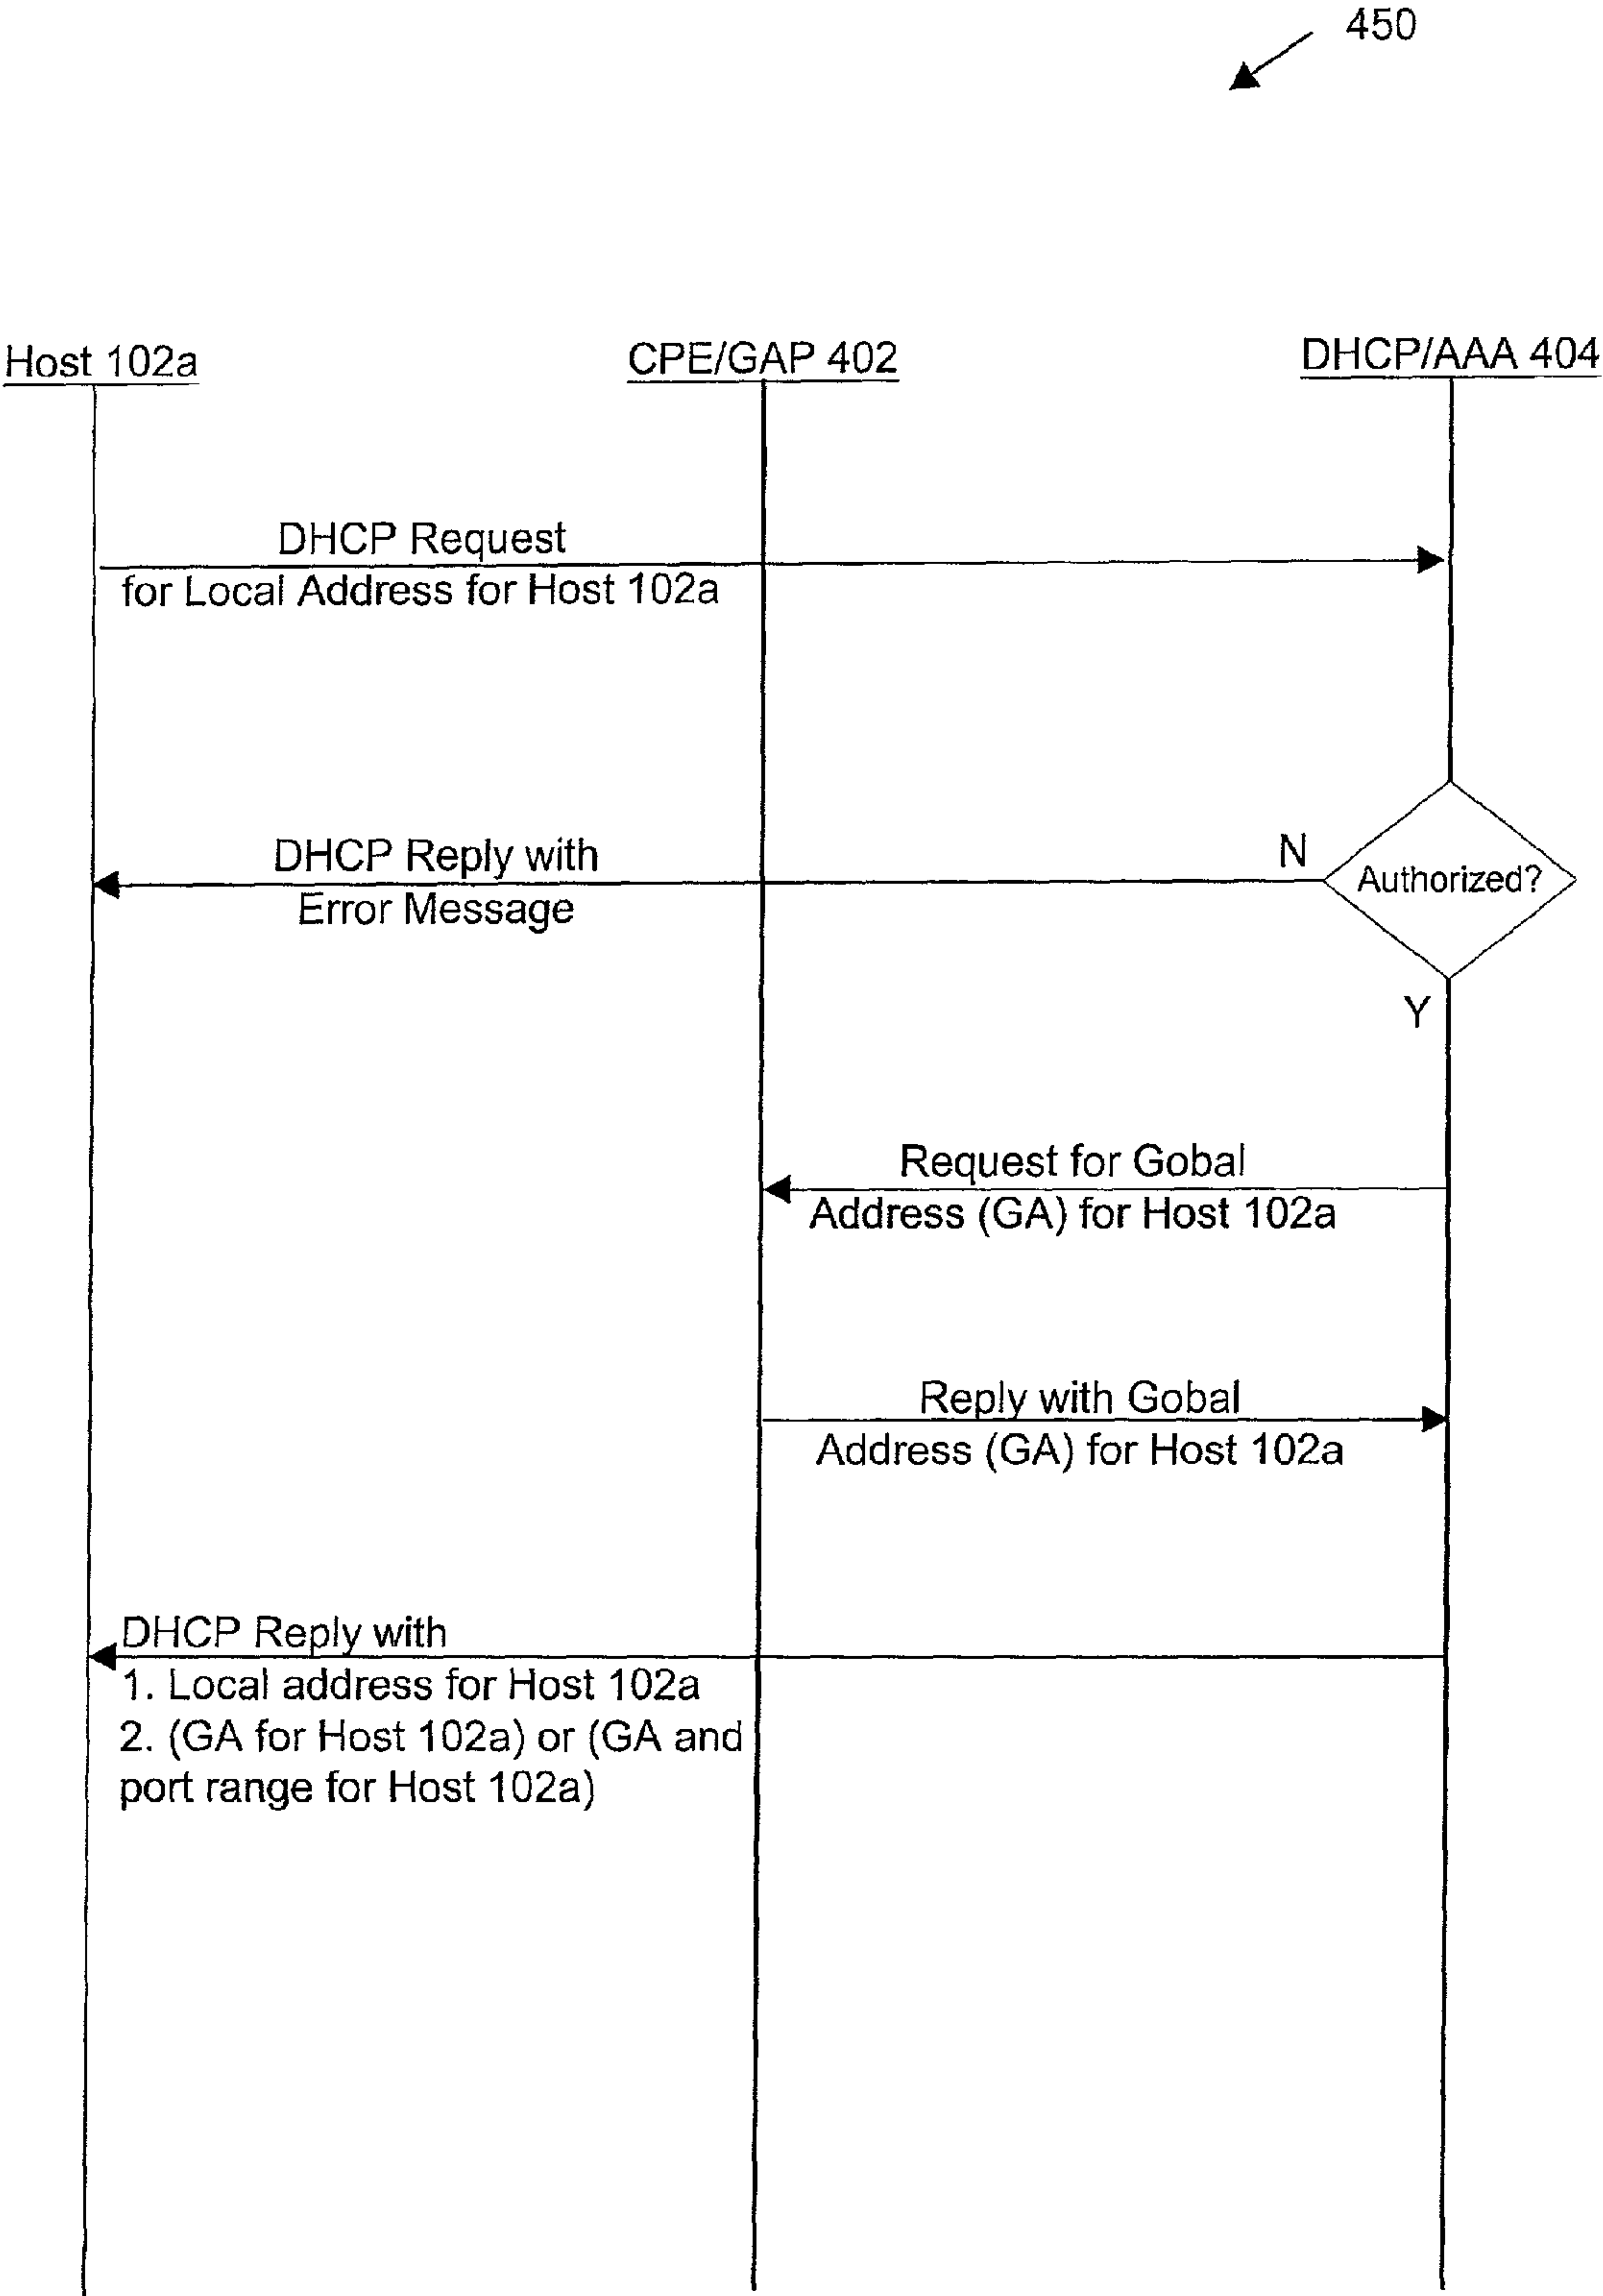 450
Host 102a
CPE/GAP 402
DHCP/AAA 404
DHCP Request
for Local Address for Host 102a
N
Authorized?
DHCP Reply with
Error Message
Y
Request for Gobal
Address (GA) for Host 102a
Reply with Gobal
Address (GA) for Host 102a
DHCP Reply with
1. Local address for Host 102a
2. (GA for Host 102a) or (GA and
port range for Host 102a)